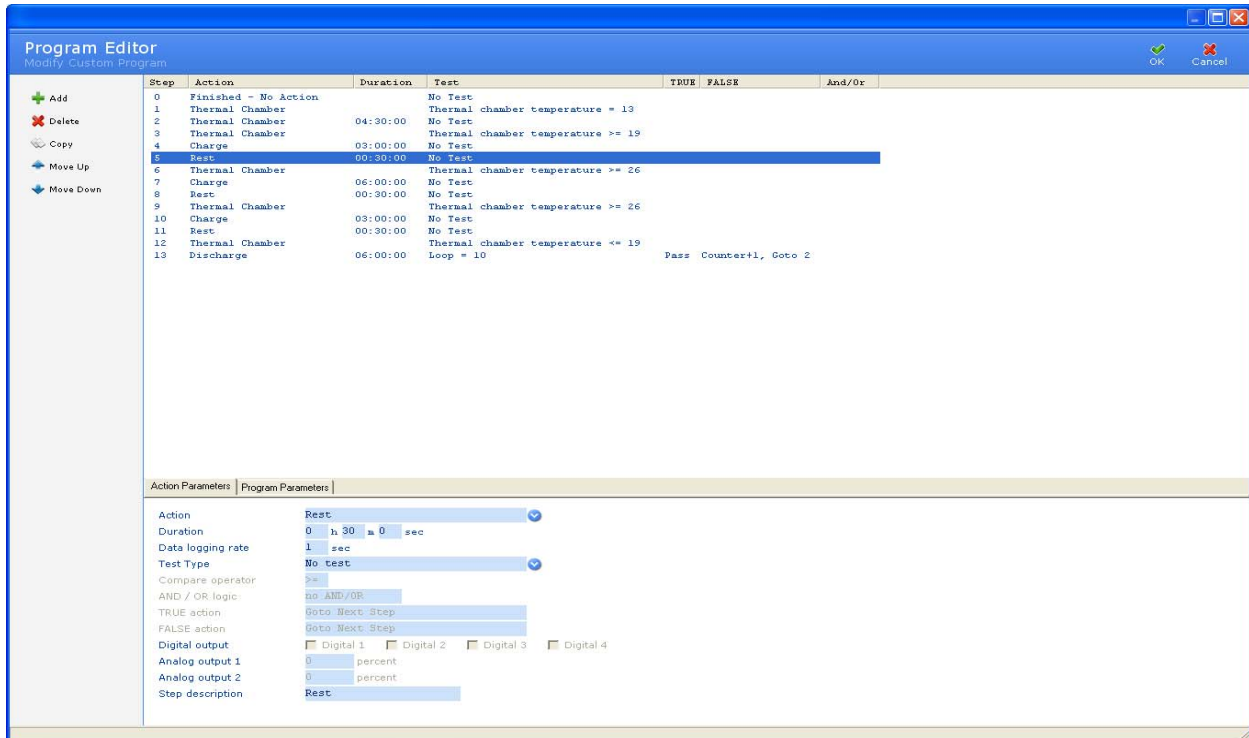 Program Editor
Modify Custom Program
OK
Cancel
Add
Delete
Copy
Move Up
Move Down
Step Action Duration Test TRUE FALSE And/Or
0 Finished - No Action No Test
1 Thermal Chamber Thermal chamber temperature = 13
2 Thermal Chamber 04:30:00 No Test
3 Thermal Chamber Thermal chamber temperature >= 19
4 Charge 03:00:00 No Test
5 Rest 00:30:00 No Test
6 Thermal Chamber Thermal chamber temperature >= 26
7 Charge 06:00:00 No Test
8 Rest 00:30:00 No Test
9 Thermal Chamber Thermal chamber temperature >= 26
10 Charge 03:00:00 No Test
11 Rest 00:30:00 No Test
12 Thermal Chamber Thermal chamber temperature <= 19
13 Discharge 06:00:00 Loop = 10 Pass Counter+1, Goto 2
Action Parameters Program Parameters
Action Rest
Duration 0 h 30 m 0 sec
Data logging rate 1 sec
Test Type No test
Compare operator >=
AND / OR logic no AND/OR
TRUE action Goto Next Step
FALSE action Goto Next Step
Digital output Digital 1 Digital 2 Digital 3 Digital 4
Analog output 1 0 percent
Analog output 2 0 percent
Step description Rest